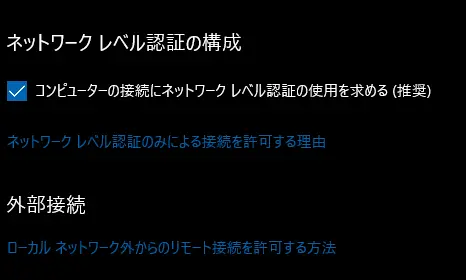 ネットワーク レベル認証の構成
コンピューターの接続にネットワーク レベル認証の使用を求める (推奨)
ネットワーク レベル認証のみによる接続を許可する理由
外部接続
ローカル ネットワーク外からのリモート接続を許可する方法